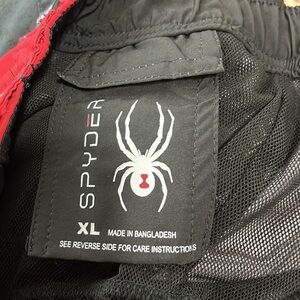 SPYDER
XL MADE IN BANGLADESH
SEE REVERSE SIDE FOR CARE INSTRUCTIONS